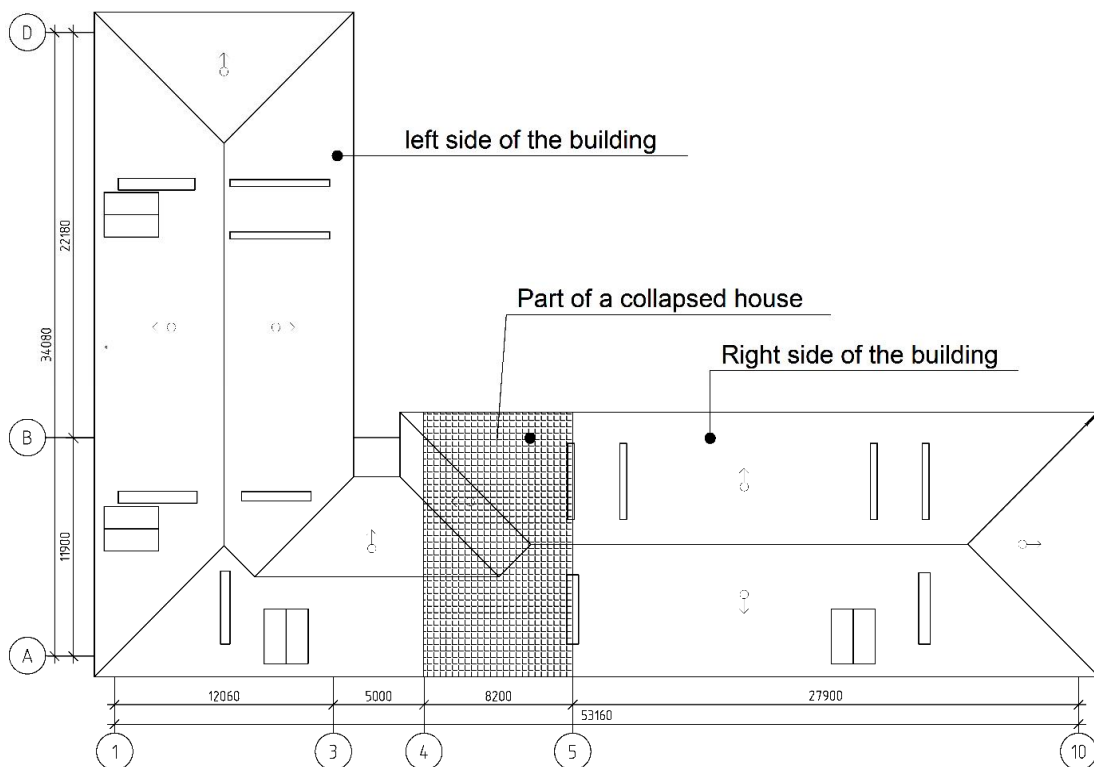 D
left side of the building
22180
Part of a collapsed house
34080
Right side of the building
B
11900
A
12060
5000
8200
27900
53160
1
3
4
5
10